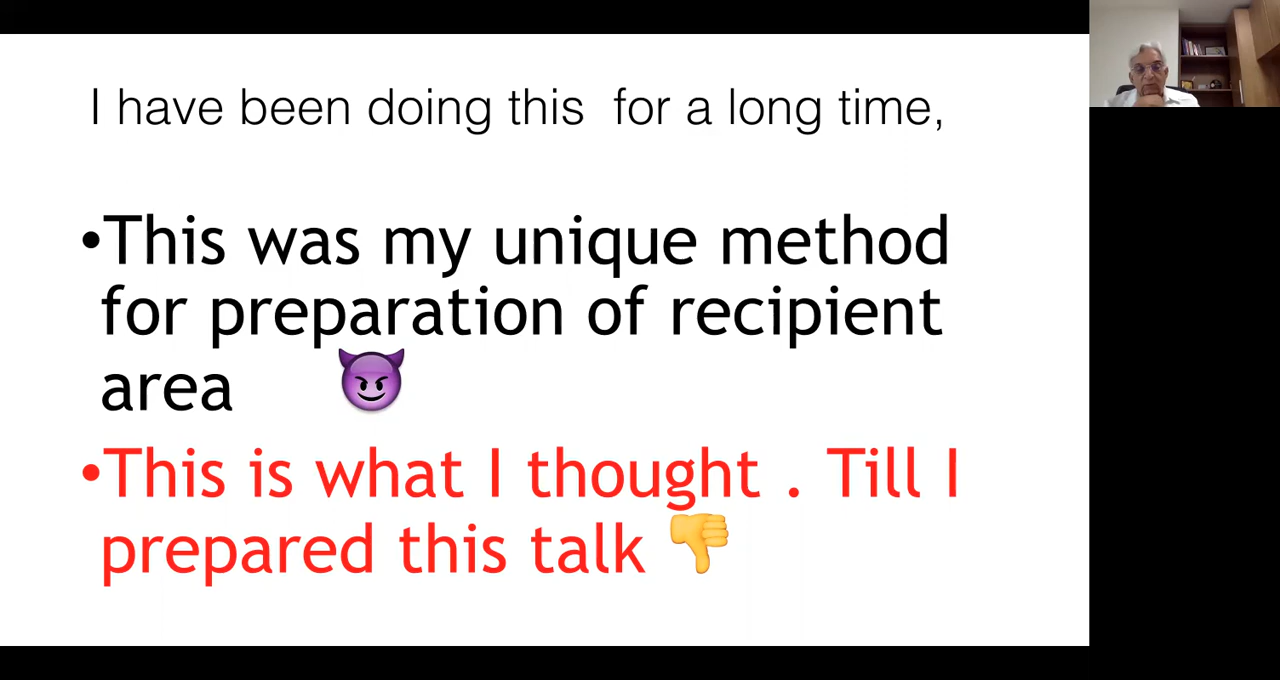 I have been doing this for a long time,
•This was my unique method
for preparation of recipient
area 😈
•This is what I thought . Till I
prepared this talk 👎